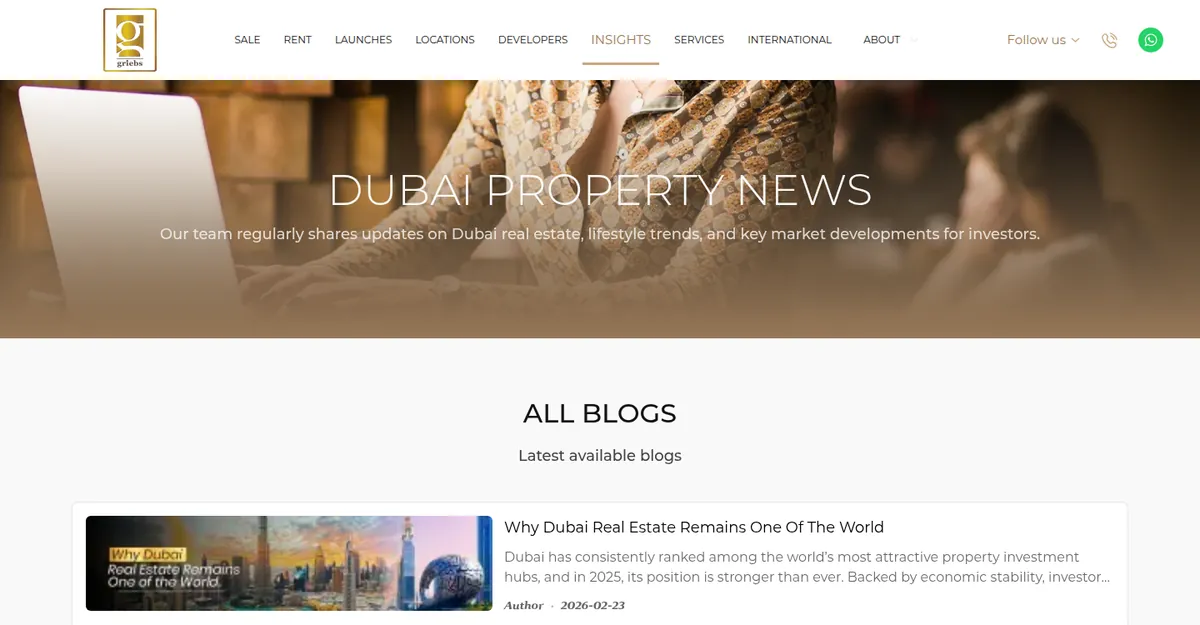 g
griebs
SALE RENT LAUNCHES LOCATIONS DEVELOPERS INSIGHTS SERVICES INTERNATIONAL ABOUT Follow us
DUBAI PROPERTY NEWS
Our team regularly shares updates on Dubai real estate, lifestyle trends, and key market developments for investors.
ALL BLOGS
Latest available blogs
Why Dubai
Real Estate Remains
One of the World.
Why Dubai Real Estate Remains One Of The World
Dubai has consistently ranked among the world’s most attractive property investment
hubs, and in 2025, its position is stronger than ever. Backed by economic stability, investor...
Author · 2026-02-23